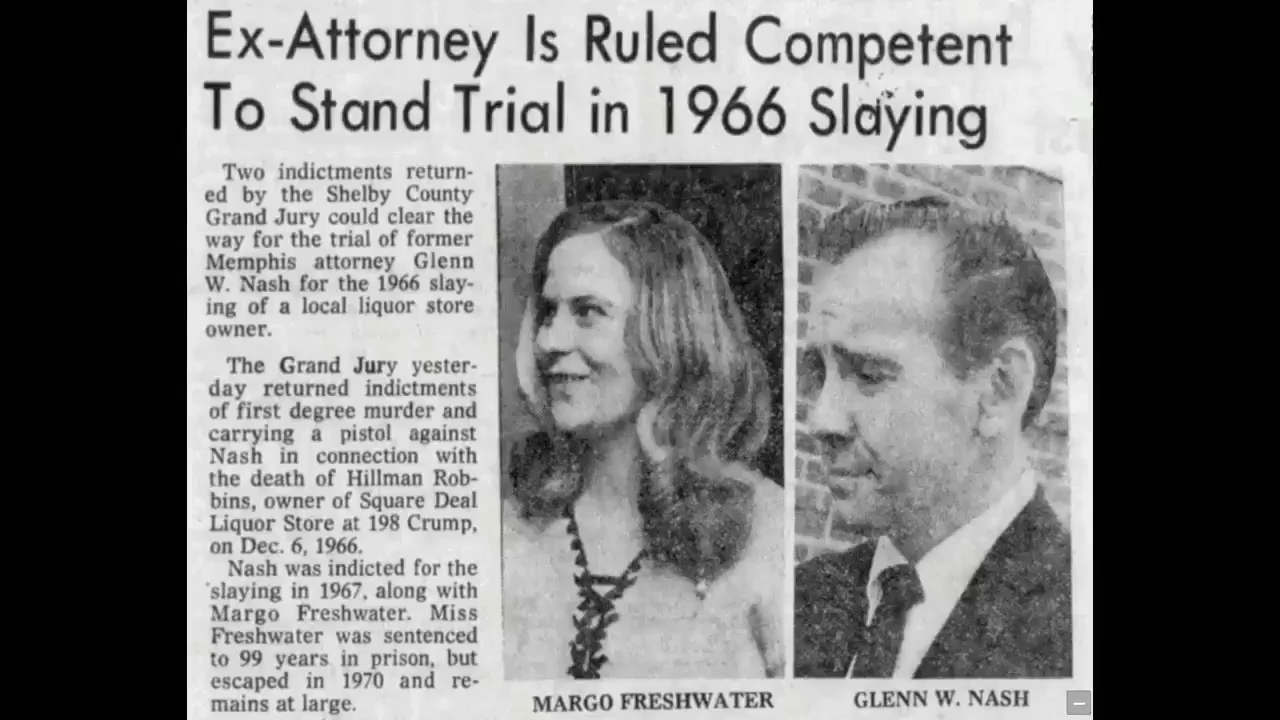 Ex-Attorney Is Ruled Competent
To Stand Trial in 1966 Slaying
Two indictments return-
ed by the Shelby County
Grand Jury could clear the
way for the trial of former
Memphis attorney Glenn
W. Nash for the 1966 slay-
ing of a local liquor store
owner.
The Grand Jury yester-
day returned indictments
of first degree murder and
carrying a pistol against
Nash in connection with
the death of Hillman Rob-
bins, owner of Square Deal
Liquor Store at 198 Crump,
on Dec. 6, 1966.
Nash was indicted for the
slaying in 1967, along with
Margo Freshwater. Miss
Freshwater was sentenced
to 99 years in prison, but
escaped in 1970 and re-
mains at large.
MARGO FRESHWATER
GLENN W. NASH